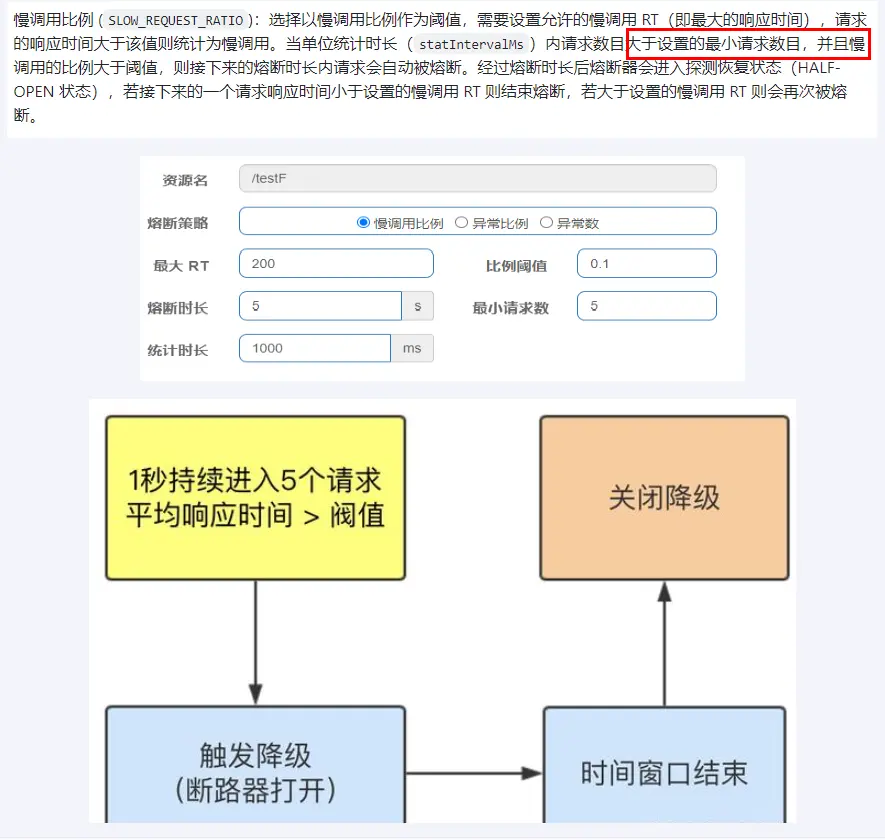 慢调用比例 (SLOW_REQUEST_RATIO)：选择以慢调用比例作为阈值，需要设置允许的慢调用 RT（即最大的响应时间），请求
的响应时间大于该值则统计为慢调用。当单位统计时长（statIntervalMs）内请求数目大于设置的最小请求数目，并且慢
调用的比例大于阈值，则接下来的熔断时长内请求会自动被熔断。经过熔断时长后熔断器会进入探测恢复状态（HALF-
OPEN 状态），若接下来的一个请求响应时间小于设置的慢调用 RT 则结束熔断，若大于设置的慢调用 RT 则会再次被熔
断。
资源名 /testF
熔断策略 慢调用比例 异常比例 异常数
最大 RT 200 比例阈值 0.1
熔断时长 5 s 最小请求数 5
统计时长 1000 ms
1秒持续进入5个请求
平均响应时间 > 阀值
关闭降级
触发降级
（断路器打开）
时间窗口结束